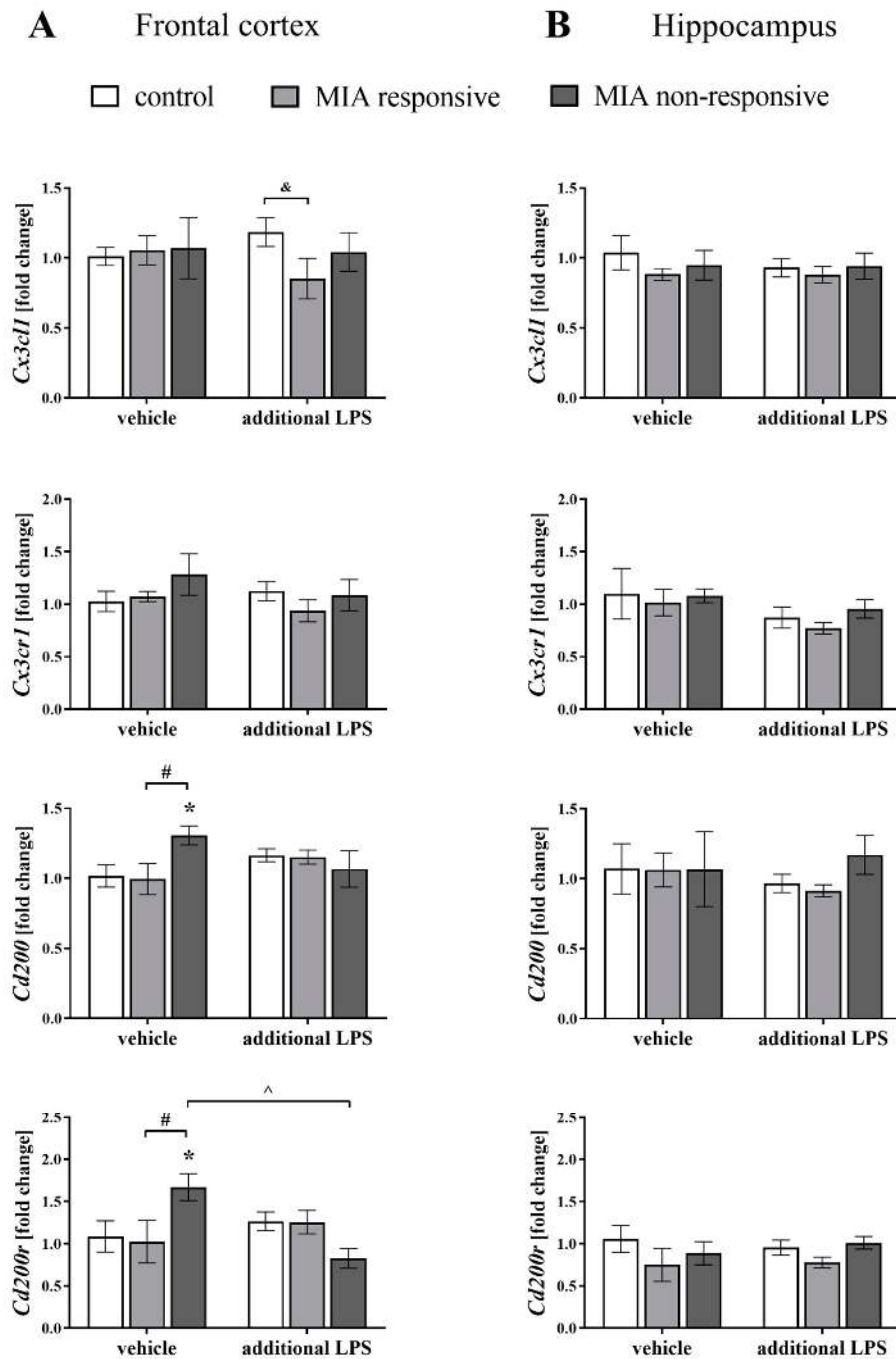 A Frontal cortex B Hippocampus
control MIA responsive MIA non-responsive
Cx3cl1 [fold change]
1.5
1.0
0.5
0.0
&
vehicle additional LPS
Cx3cl1 [fold change]
1.5
1.0
0.5
0.0
vehicle additional LPS
Cx3cr1 [fold change]
2.0
1.5
1.0
0.5
0.0
vehicle additional LPS
Cx3cr1 [fold change]
2.0
1.5
1.0
0.5
0.0
vehicle additional LPS
Cd200 [fold change]
1.5
1.0
0.5
0.0
#
*
vehicle additional LPS
Cd200 [fold change]
1.5
1.0
0.5
0.0
vehicle additional LPS
Cd200r [fold change]
2.5
2.0
1.5
1.0
0.5
0.0
^
#
*
vehicle additional LPS
Cd200r [fold change]
2.5
2.0
1.5
1.0
0.5
0.0
vehicle additional LPS